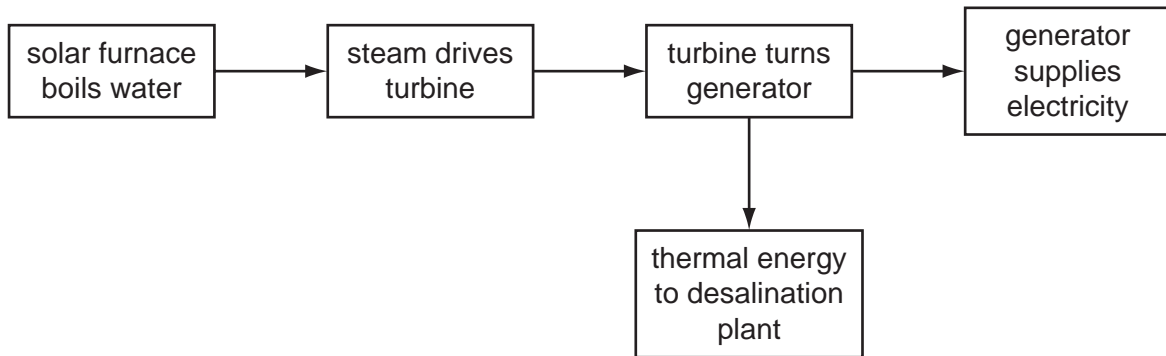 solar furnace
boils water
steam drives
turbine
turbine turns
generator
generator
supplies
electricity
thermal energy
to desalination
plant